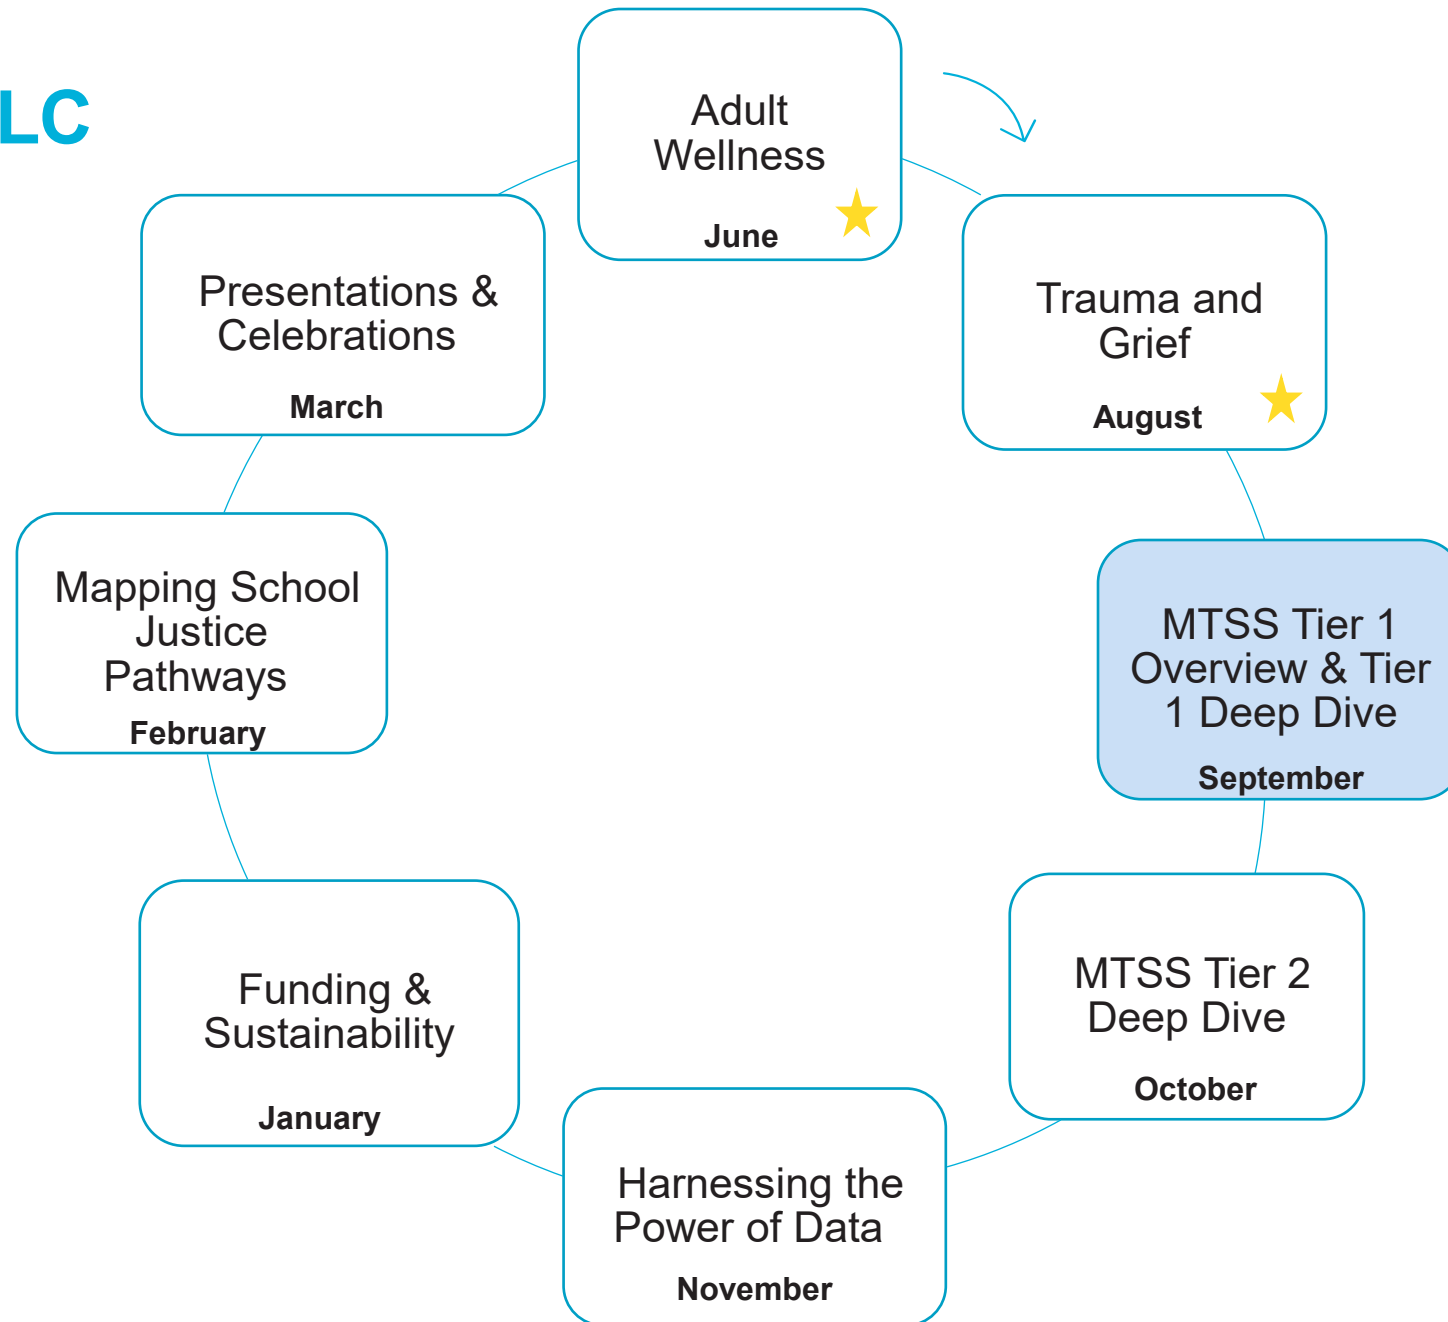 LC
Adult
Wellness
June
Trauma and
Grief
August
MTSS Tier 1
Overview & Tier
1 Deep Dive
September
MTSS Tier 2
Deep Dive
October
Harnessing the
Power of Data
November
Funding &
Sustainability
January
Mapping School
Justice
Pathways
February
Presentations &
Celebrations
March